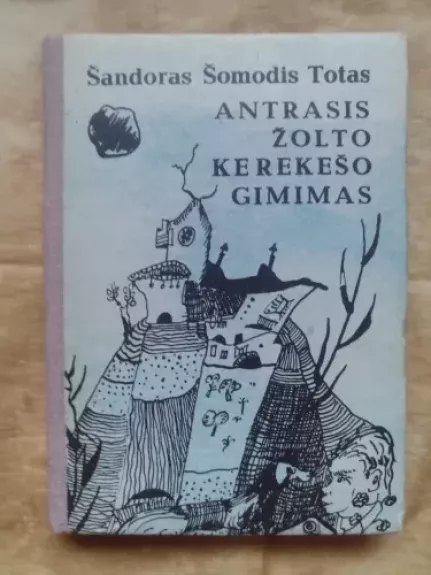 Šandoras Šomodis Totas
ANTRASIS
ŽOLTO
KEREKEŠO
GIMIMAS